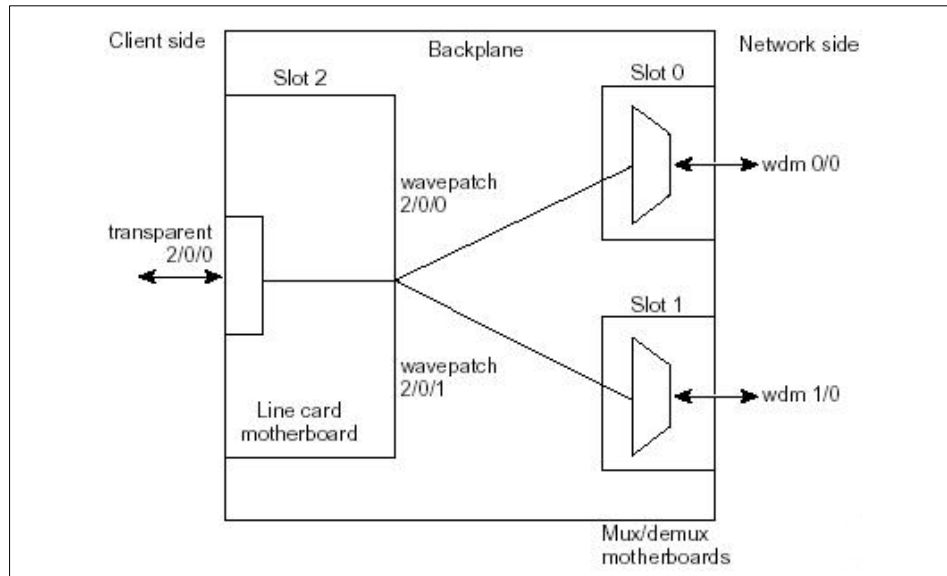 Client side
Backplane
Network side
Slot 2
Slot 0
wdm 0/0
wavepatch
2/0/0
transparent
2/0/0
Slot 1
wavepatch
2/0/1
wdm 1/0
Line card
motherboard
Mux/demux
motherboards